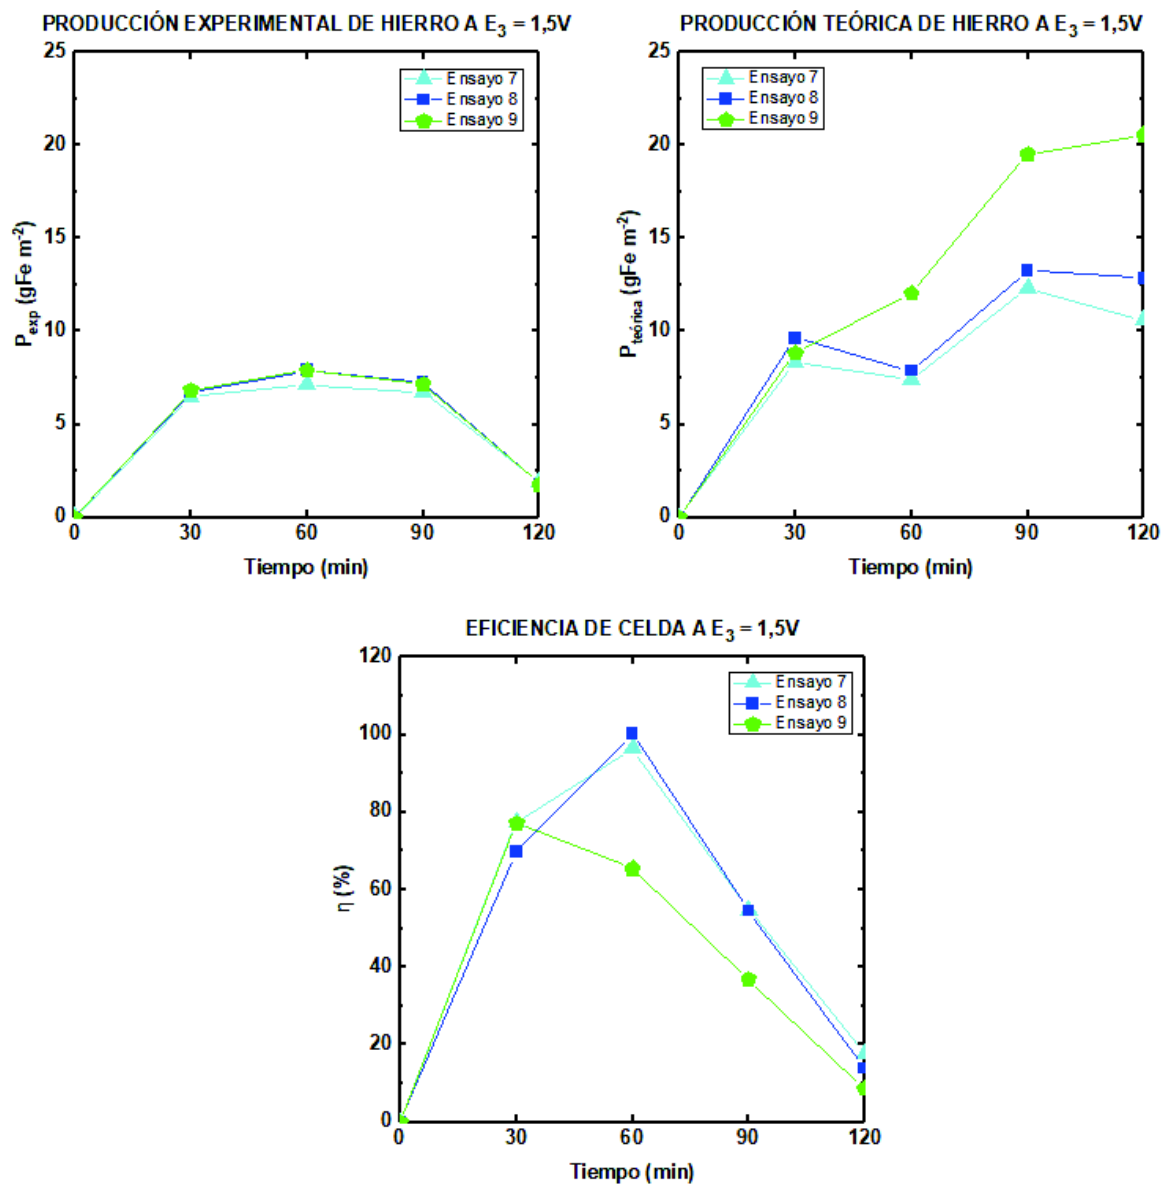 PRODUCCIÓN EXPERIMENTAL DE HIERRO A E3 = 1,5V
25
20
15
10
5
0
Pexp (gFe m-2)
Ensayo 7
Ensayo 8
Ensayo 9
0 30 60 90 120
Tiempo (min)
PRODUCCIÓN TEÓRICA DE HIERRO A E3 = 1,5V
25
20
15
10
5
0
Pteórica (gFe m-2)
Ensayo 7
Ensayo 8
Ensayo 9
0 30 60 90 120
Tiempo (min)
EFICIENCIA DE CELDA A E3 = 1,5V
120
100
80
60
40
20
0
η (%)
Ensayo 7
Ensayo 8
Ensayo 9
0 30 60 90 120
Tiempo (min)